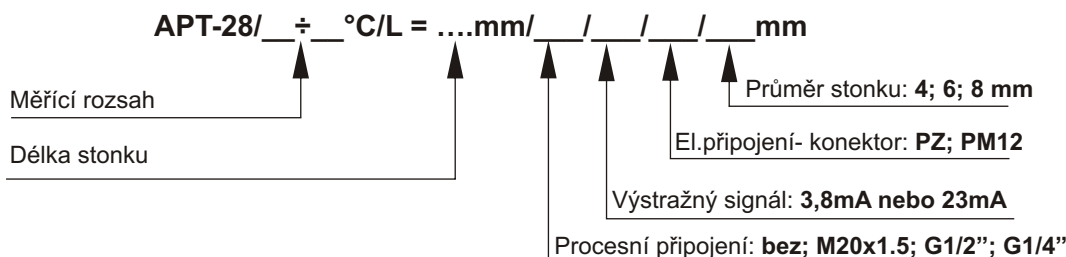 APT-28/__÷__°C/L = ....mm/___/___/___/___mm
Měřící rozsah
Průměr stonku: 4; 6; 8 mm
Délka stonku
El.připojení- konektor: PZ; PM12
Výstražný signál: 3,8mA nebo 23mA
Procesní připojení: bez; M20x1.5; G1/2”; G1/4”